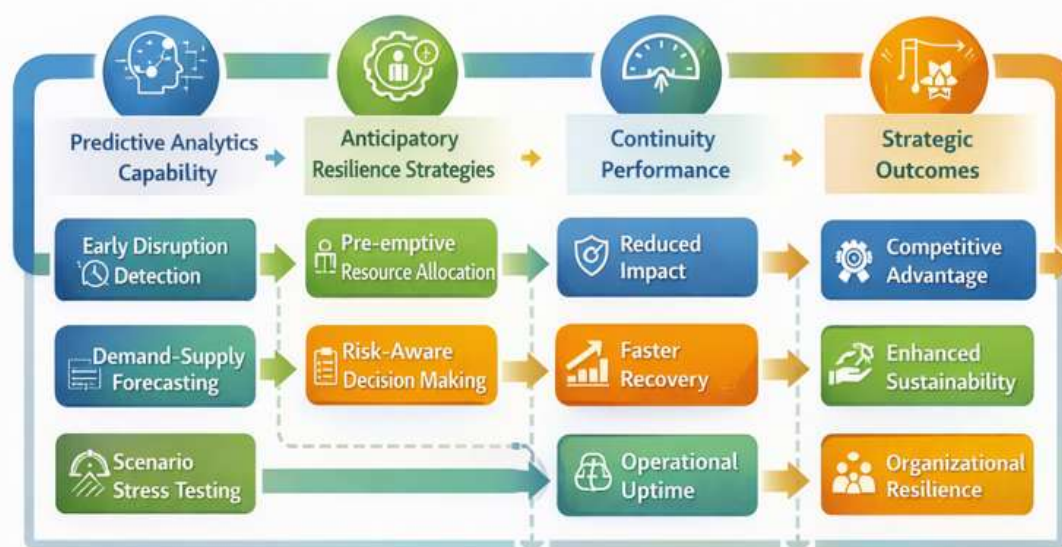 Predictive Analytics
Capability
Anticipatory
Resilience Strategies
Continuity
Performance
Strategic
Outcomes
Early Disruption
Detection
Pre-emptive
Resource Allocation
Reduced
Impact
Competitive
Advantage
Demand-Supply
Forecasting
Risk-Aware
Decision Making
Faster
Recovery
Enhanced
Sustainability
Scenario
Stress Testing
Operational
Uptime
Organizational
Resilience